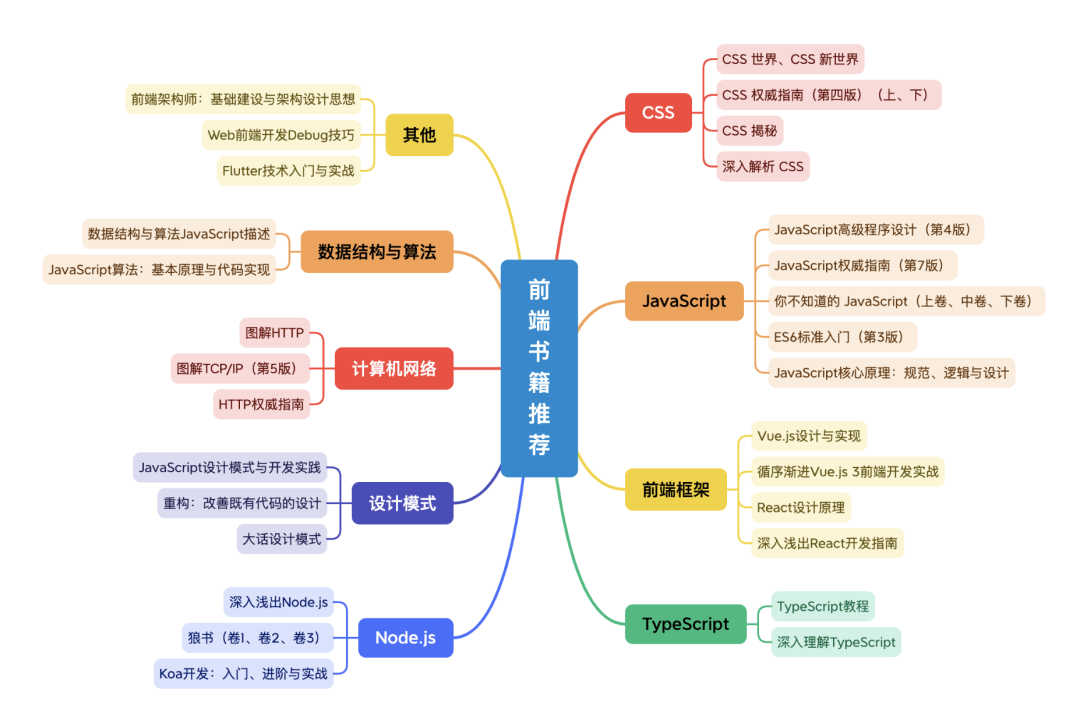 前端书籍推荐
CSS
CSS 世界、CSS 新世界
CSS 权威指南（第四版）（上、下）
CSS 揭秘
深入解析 CSS
JavaScript
JavaScript高级程序设计（第4版）
JavaScript权威指南（第7版）
你不知道的 JavaScript（上卷、中卷、下卷）
ES6标准入门（第3版）
JavaScript核心原理：规范、逻辑与设计
前端框架
Vue.js设计与实现
循序渐进Vue.js 3前端开发实战
React设计原理
深入浅出React开发指南
TypeScript
TypeScript教程
深入理解TypeScript
其他
前端架构师：基础建设与架构设计思想
Web前端开发Debug技巧
Flutter技术入门与实战
数据结构与算法
数据结构与算法JavaScript描述
JavaScript算法：基本原理与代码实现
计算机网络
图解HTTP
图解TCP/IP（第5版）
HTTP权威指南
设计模式
JavaScript设计模式与开发实践
重构：改善既有代码的设计
大话设计模式
Node.js
深入浅出Node.js
狼书（卷1、卷2、卷3）
Koa开发：入门、进阶与实战